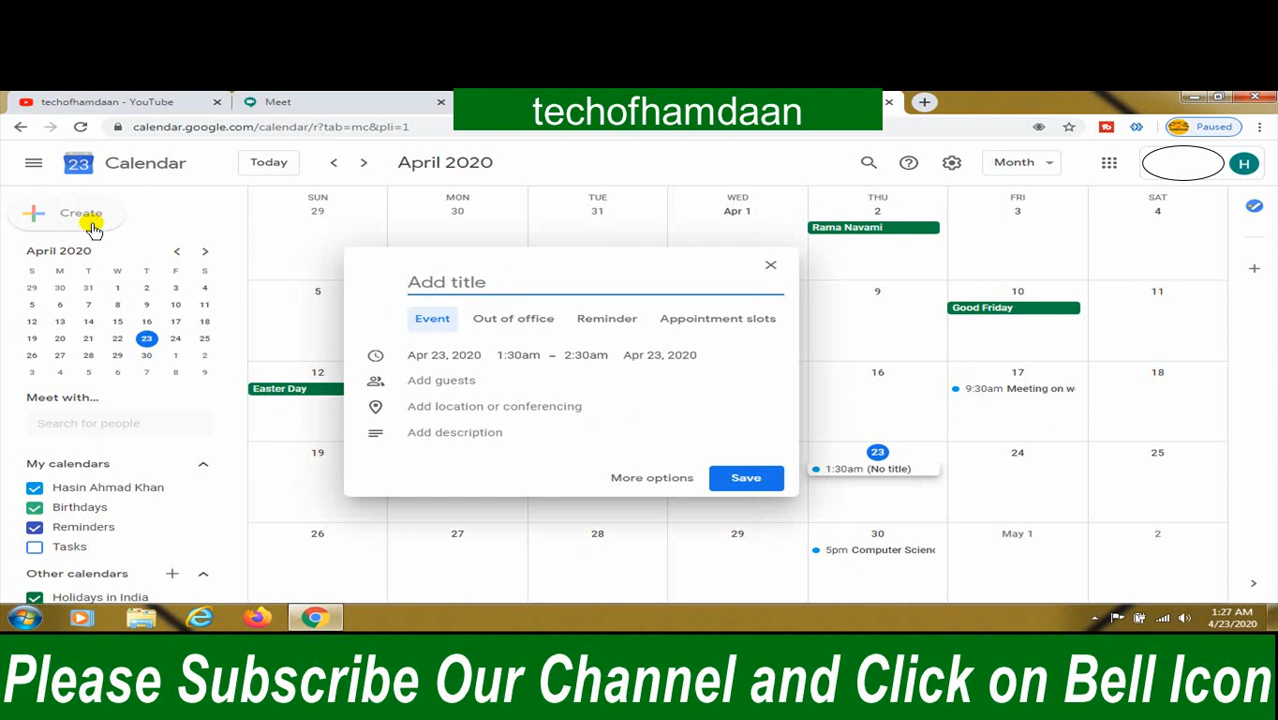 techofhamdaan - YouTube
Meet
techofhamdaan
calendar.google.com/calendar/r?tab=mc&pli=1
Paused
23 Calendar
Today
April 2020
Month
H
Create
April 2020
S M T W T F S
29 30 31 1 2 3 4
5 6 7 8 9 10 11
12 13 14 15 16 17 18
19 20 21 22 23 24 25
26 27 28 29 30 1 2
3 4 5 6 7 8 9
Meet with...
Search for people
My calendars
Hasin Ahmad Khan
Birthdays
Reminders
Tasks
Other calendars
Holidays in India
SUN MON TUE WED THU FRI SAT
29 30 31 Apr 1 2 3 4
Rama Navami
5 9 10 11
Good Friday
12 16 17 18
Easter Day
9:30am Meeting on w
19 23 24 25
1:30am (No title)
26 27 28 29 30 May 1 2
5pm Computer Scienc
Add title
Event Out of office Reminder Appointment slots
Apr 23, 2020 1:30am – 2:30am Apr 23, 2020
Add guests
Add location or conferencing
Add description
More options Save
1:27 AM
4/23/2020
Please Subscribe Our Channel and Click on Bell Icon